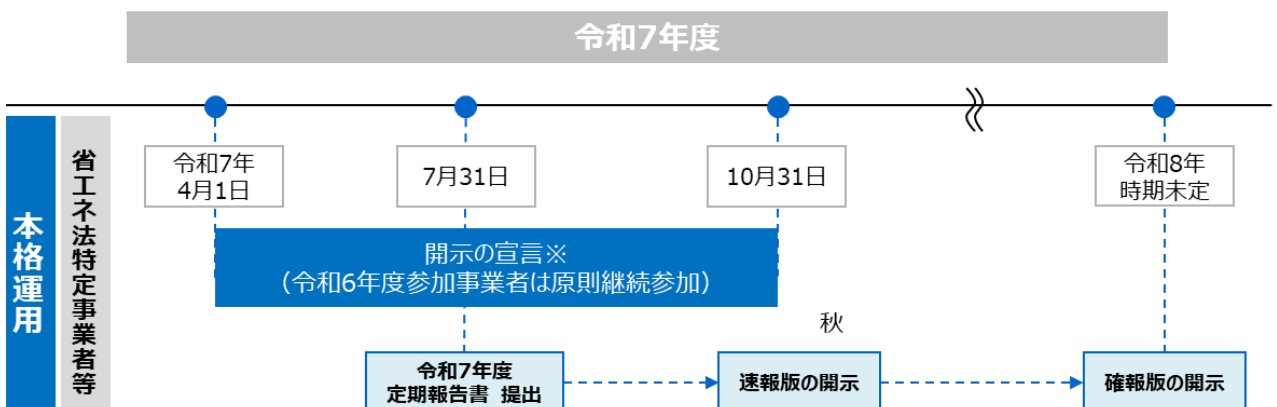 令和7年度
本格運用
省エネ法特定事業者等
令和7年
4月1日
7月31日
10月31日
令和8年
時期未定
開示の宣言※
（令和6年度参加事業者は原則継続参加）
秋
令和7年度
定期報告書 提出
速報版の開示
確報版の開示